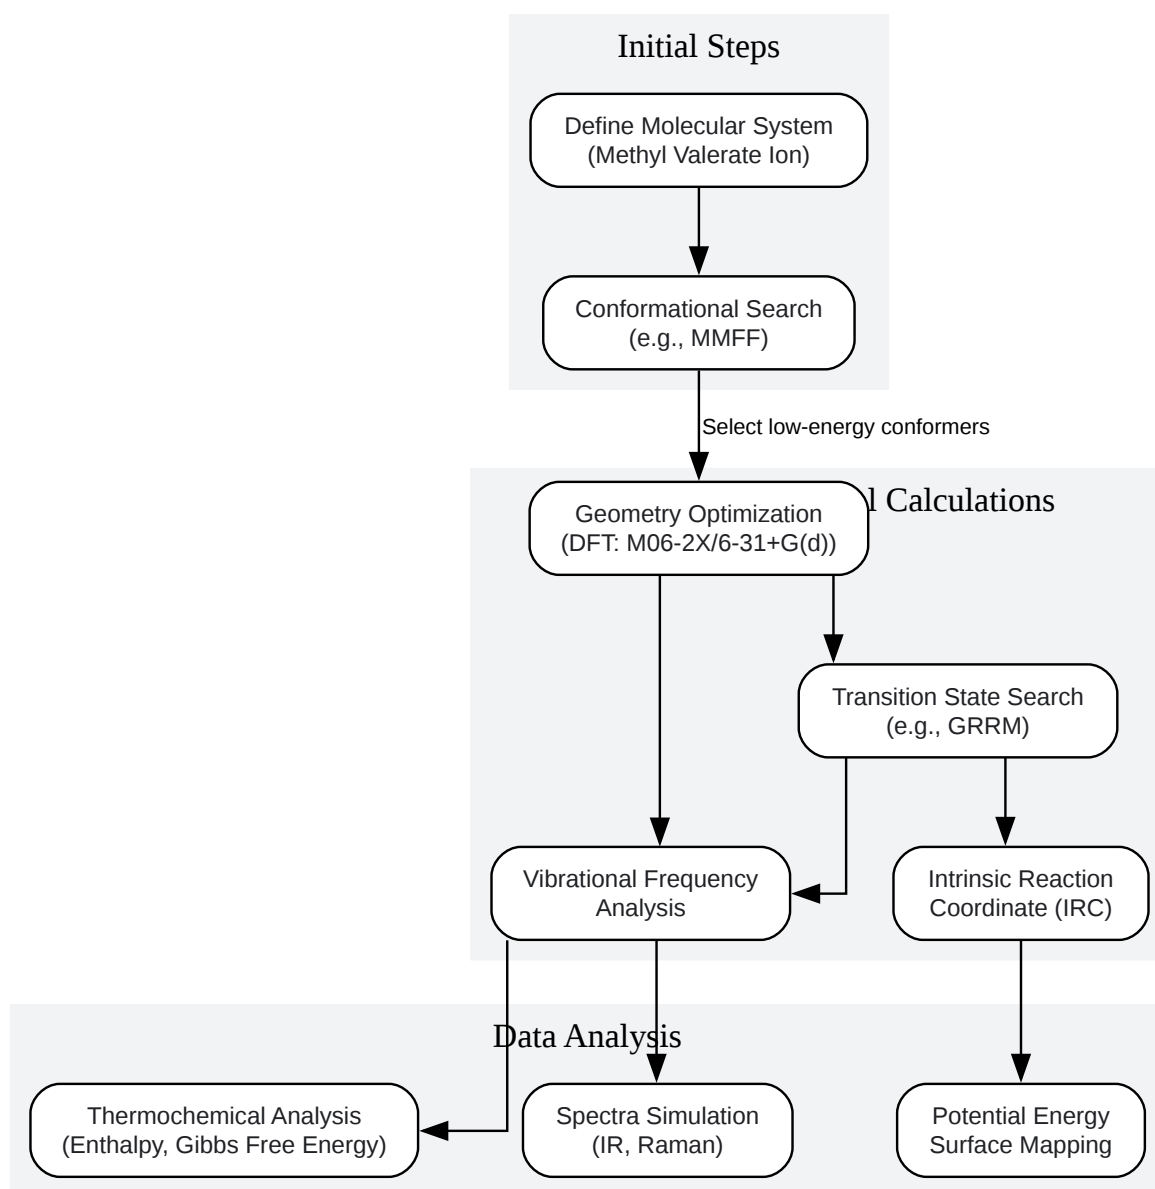 Initial Steps
Define Molecular System
(Methyl Valerate Ion)
Conformational Search
(e.g., MMFF)
Select low-energy conformers
Calculations
Geometry Optimization
(DFT: M06-2X/6-31+G(d))
Transition State Search
(e.g., GRRM)
Vibrational Frequency
Analysis
Intrinsic Reaction
Coordinate (IRC)
Data Analysis
Thermochemical Analysis
(Enthalpy, Gibbs Free Energy)
Spectra Simulation
(IR, Raman)
Potential Energy
Surface Mapping